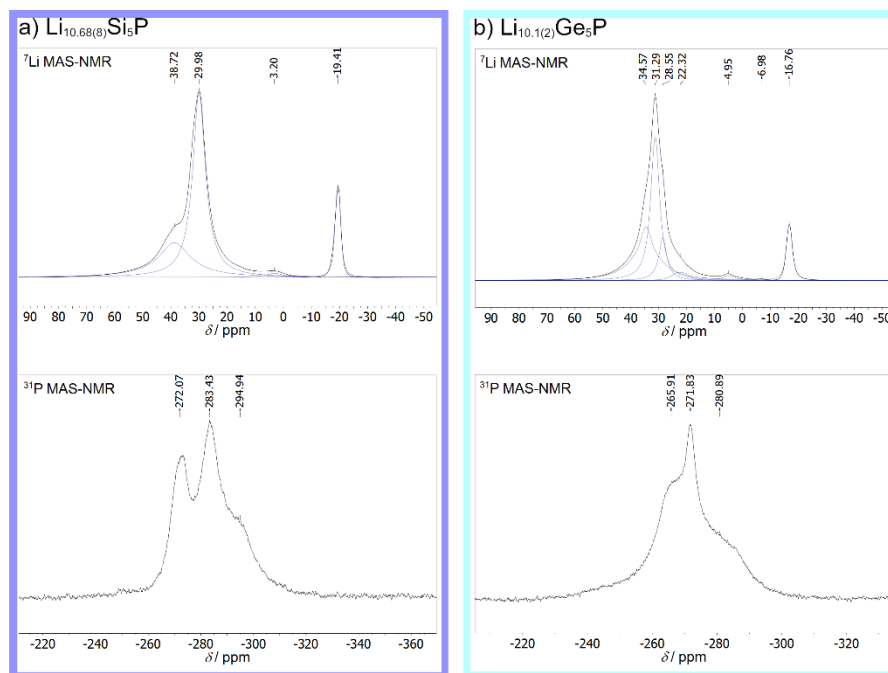 a) Li10.68(8)Si5P
7Li MAS-NMR
38.72
29.98
3.20
-19.41
90 80 70 60 50 40 30 20 10 0 -10 -20 -30 -40 -50
δ / ppm
31P MAS-NMR
-272.07
-283.43
-294.94
-220 -240 -260 -280 -300 -320 -340 -360
δ / ppm
b) Li10.1(2)Ge5P
7Li MAS-NMR
34.57
31.29
28.55
22.32
4.95
-6.98
-16.76
90 80 70 60 50 40 30 20 10 0 -10 -20 -30 -40 -50
δ / ppm
31P MAS-NMR
-265.91
-271.83
-280.89
-220 -240 -260 -280 -300 -320
δ / ppm